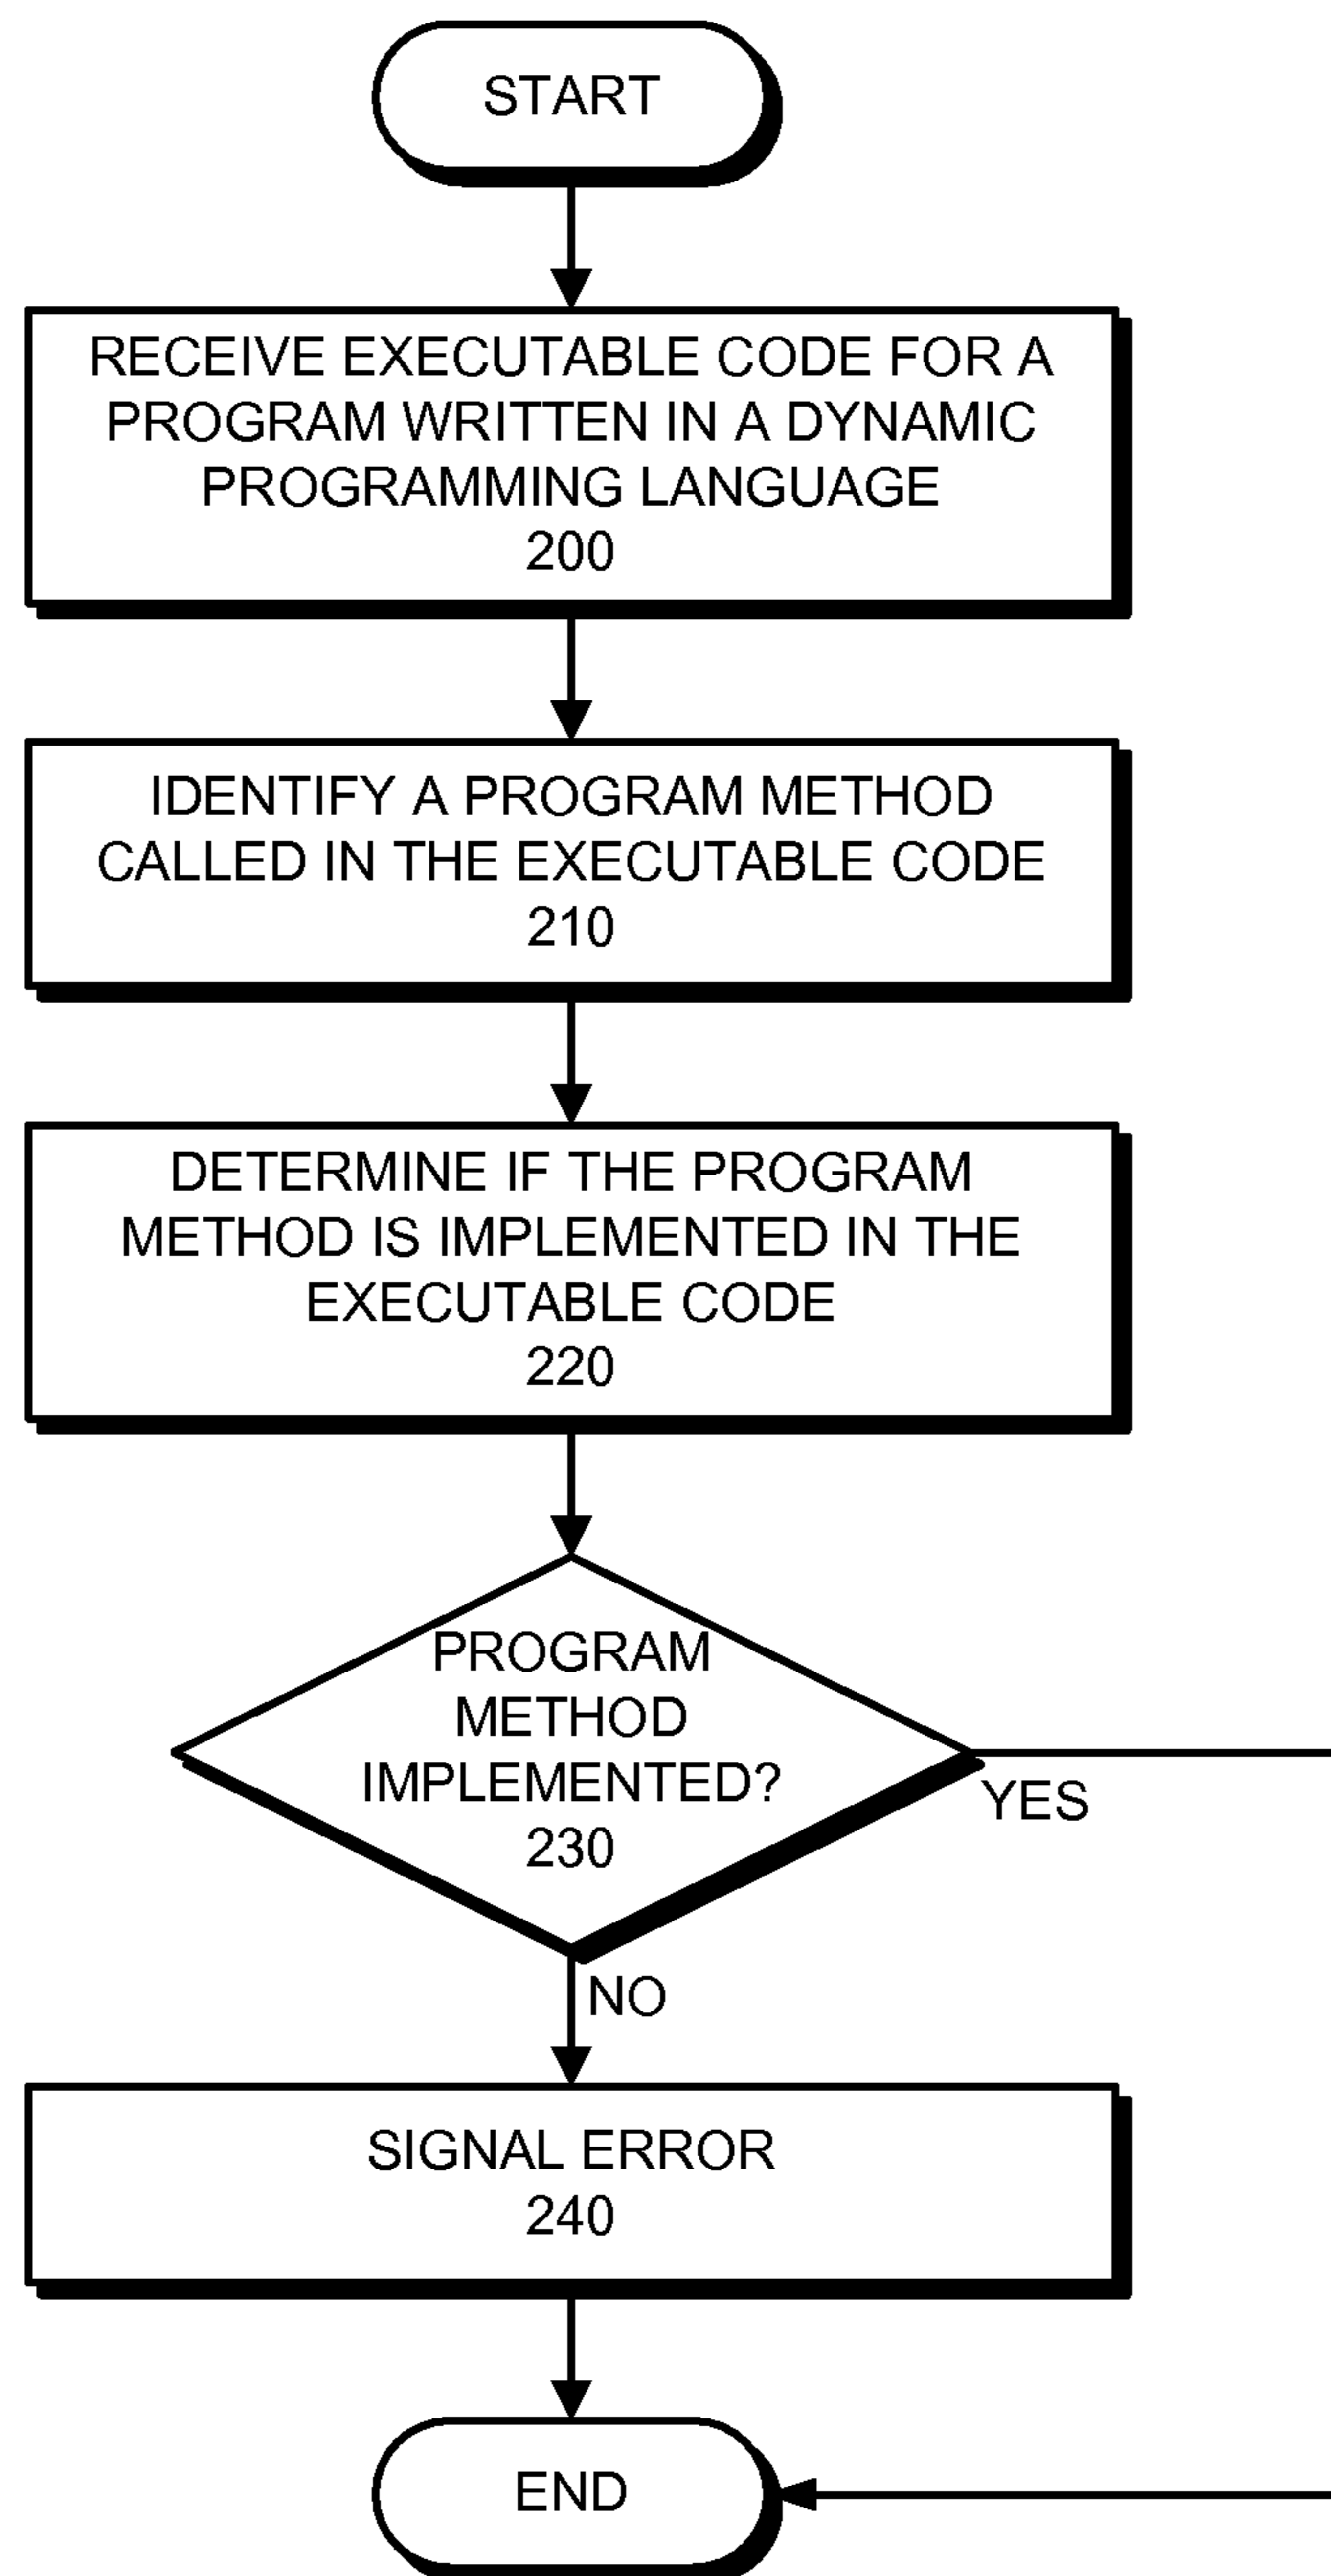 START
RECEIVE EXECUTABLE CODE FOR A
PROGRAM WRITTEN IN A DYNAMIC
PROGRAMMING LANGUAGE
200
IDENTIFY A PROGRAM METHOD
CALLED IN THE EXECUTABLE CODE
210
DETERMINE IF THE PROGRAM
METHOD IS IMPLEMENTED IN THE
EXECUTABLE CODE
220
PROGRAM
METHOD
IMPLEMENTED?
230
YES
NO
SIGNAL ERROR
240
END